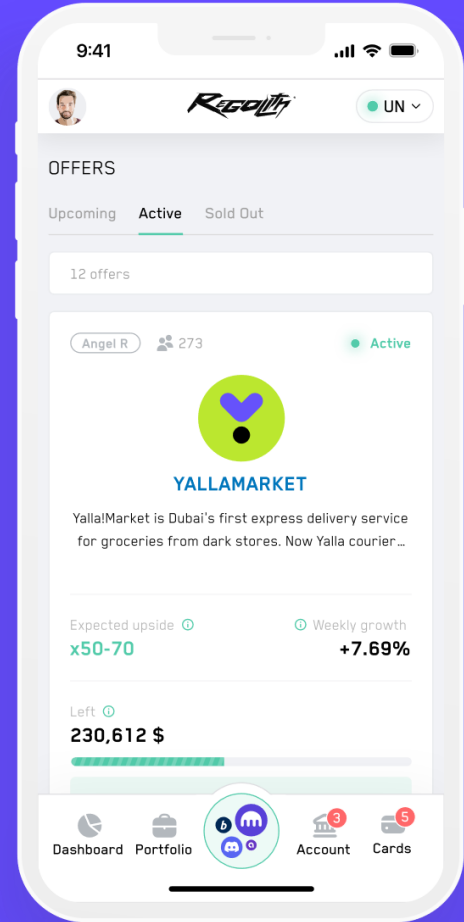 9:41
REGOLITH
UN
OFFERS
Upcoming Active Sold Out
12 offers
Angel R 273 Active
YALLAMARKET
Yalla!Market is Dubai's first express delivery service
for groceries from dark stores. Now Yalla courier...
Expected upside Weekly growth
x50-70 +7.69%
Left
230,612 $
3 5
Dashboard Portfolio Account Cards